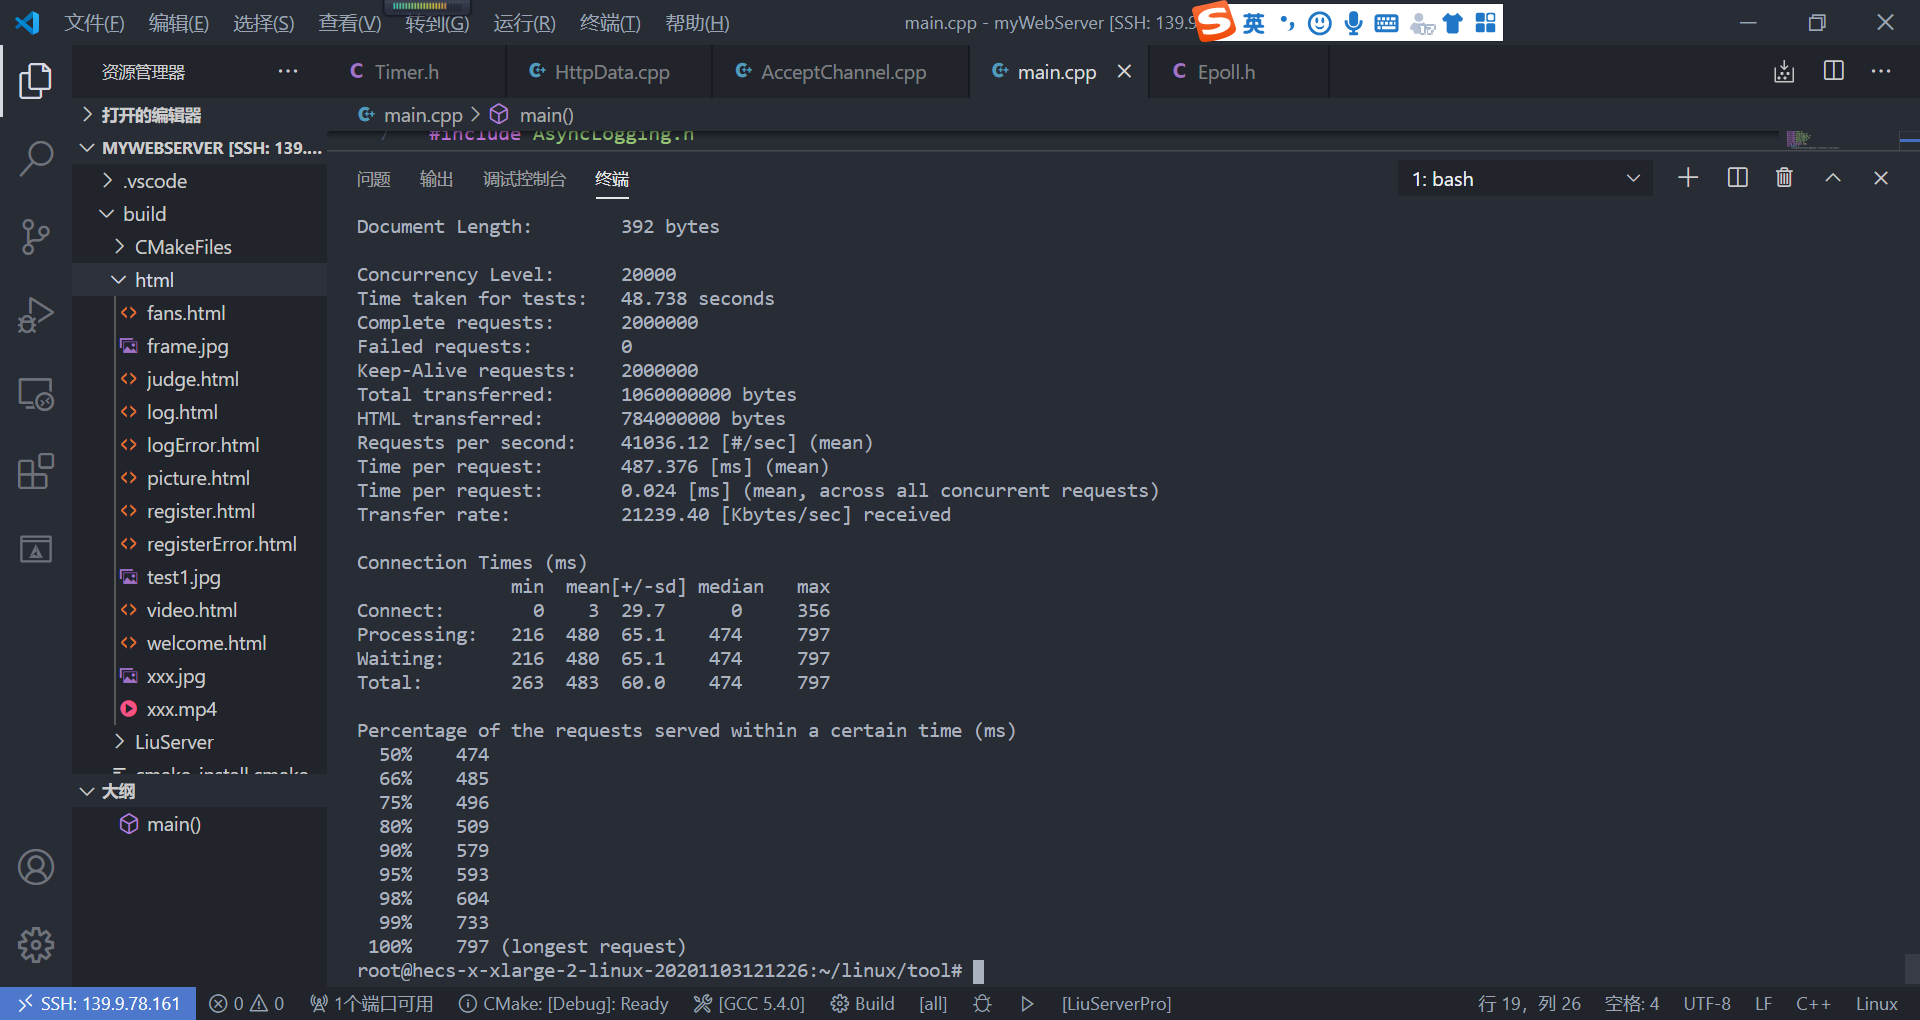 文件(F) 编辑(E) 选择(S) 查看(V) 转到(G) 运行(R) 终端(T) 帮助(H) main.cpp - myWebServer [SSH: 139.9 英
资源管理器 ··· Timer.h HttpData.cpp AcceptChannel.cpp main.cpp Epoll.h
打开的编辑器
main.cpp > main()
7 #include AsyncLogging.h
MYWEBSERVER [SSH: 139....
.vscode
build
CMakeFiles
html
fans.html
frame.jpg
judge.html
log.html
logError.html
picture.html
register.html
registerError.html
test1.jpg
video.html
welcome.html
xxx.jpg
xxx.mp4
LiuServer
cmake_install.cmake
大纲
main()
问题 输出 调试控制台 终端 1: bash
Document Length: 392 bytes
Concurrency Level: 20000
Time taken for tests: 48.738 seconds
Complete requests: 2000000
Failed requests: 0
Keep-Alive requests: 2000000
Total transferred: 1060000000 bytes
HTML transferred: 784000000 bytes
Requests per second: 41036.12 [#/sec] (mean)
Time per request: 487.376 [ms] (mean)
Time per request: 0.024 [ms] (mean, across all concurrent requests)
Transfer rate: 21239.40 [Kbytes/sec] received
Connection Times (ms)
min mean[+/-sd] median max
Connect: 0 3 29.7 0 356
Processing: 216 480 65.1 474 797
Waiting: 216 480 65.1 474 797
Total: 263 483 60.0 474 797
Percentage of the requests served within a certain time (ms)
50% 474
66% 485
75% 496
80% 509
90% 579
95% 593
98% 604
99% 733
100% 797 (longest request)
root@hecs-x-xlarge-2-linux-20201103121226:~/linux/tool#
SSH: 139.9.78.161 0 0 1个端口可用 CMake: [Debug]: Ready [GCC 5.4.0] Build [all] [LiuServerPro] 行 19，列 26 空格: 4 UTF-8 LF C++ Linux